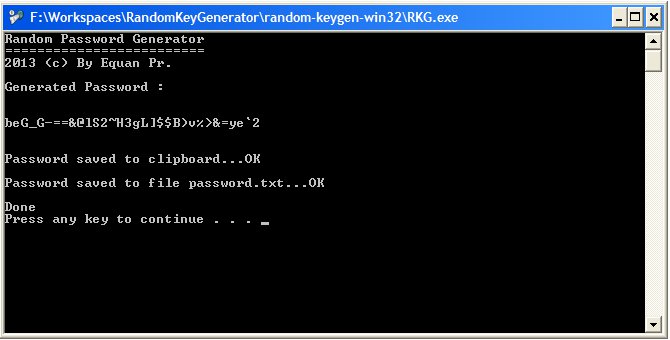 F:\Workspaces\RandomKeyGenerator\random-keygen-win32\RKG.exe
Random Password Generator
=========================
2013 (c) By Equan Pr.
Generated Password :
beG_G-==&@lS2~H3gL]$$B)v%>&=ye`2
Password saved to clipboard...OK
Password saved to file password.txt...OK
Done
Press any key to continue . . . _